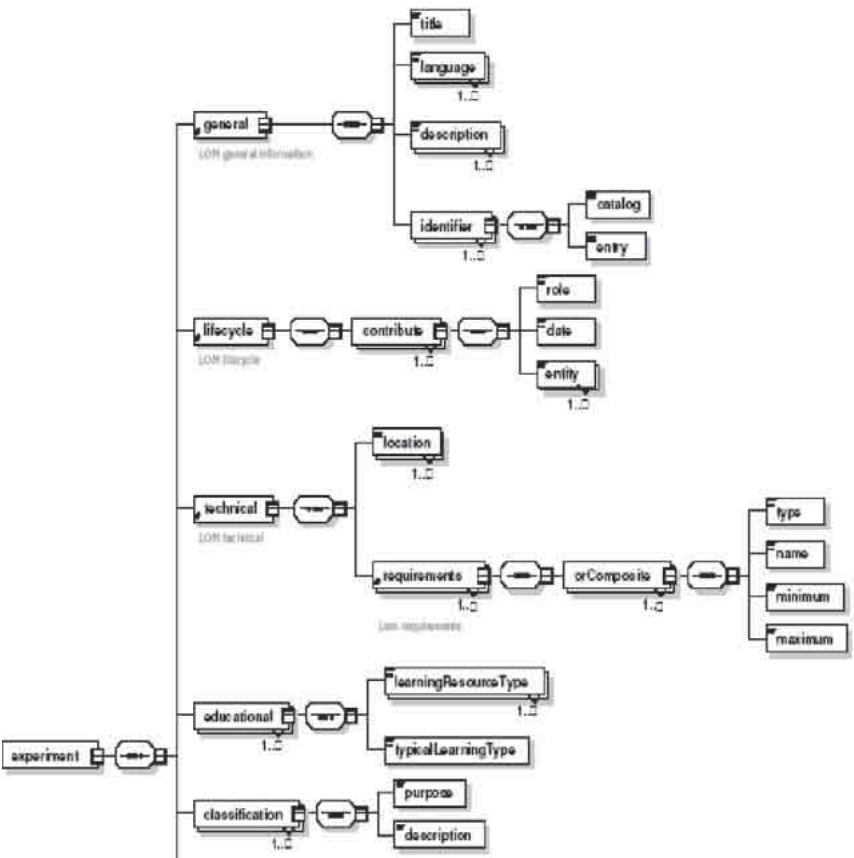 title
language
1..□
general
LOM general information
description
1..□
catalog
identifier
1..□
entry
role
lifecycle
contribute
date
LOM lifecycle
1..□
entity
1..□
location
1..□
technical
LOM technical
type
name
requirements
orComposite
1..□
1..□
minimum
Lom requirements
maximum
learningResourceType
educational
1..□
1..□
typicalLearningType
experiment
purpose
classification
description
1..□